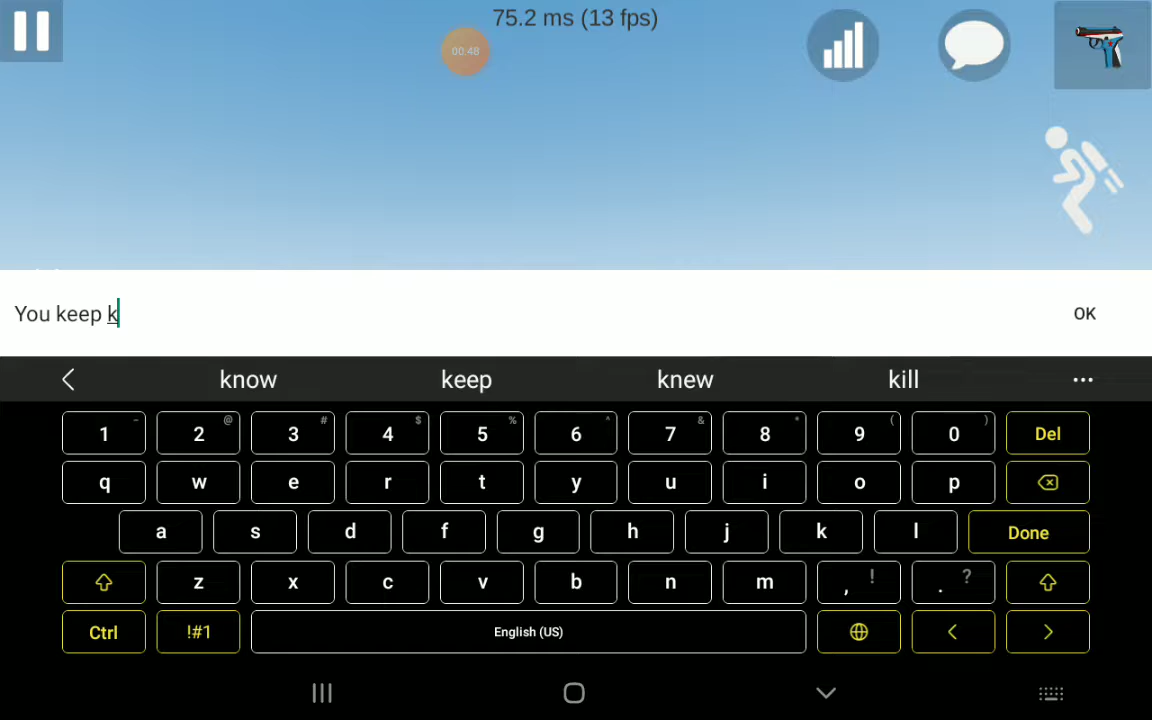 75.2 ms (13 fps)
00:48
You keep k
OK
know keep knew kill
1 - 2 @ 3 # 4 $ 5 % 6 ^ 7 & 8 * 9 ( 0 ) Del
q w e r t y u i o p
a s d f g h j k l Done
z x c v b n m , ! . ?
Ctrl !#1 English (US)